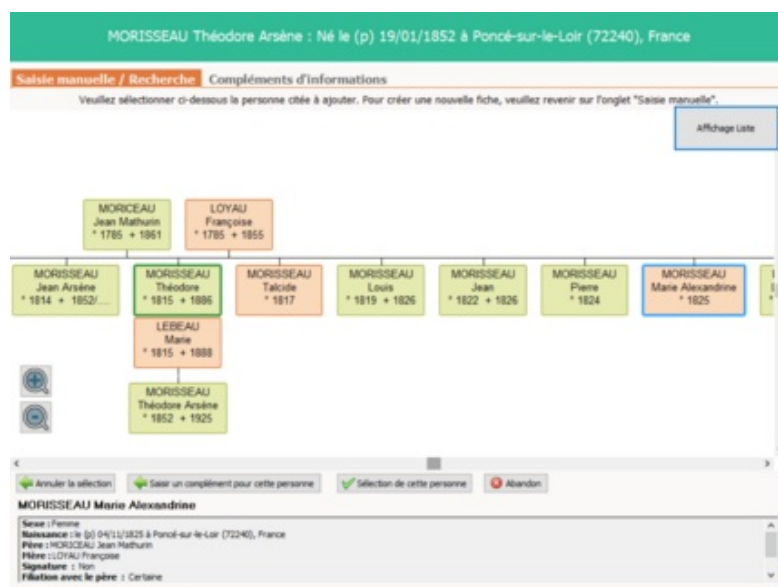 MORISSEAU Théodore Arsène : Né le (p) 19/01/1852 à Poncé-sur-le-Loir (72240), France
Saisie manuelle / Recherche Compléments d'informations
Veuillez sélectionner ci-dessous la personne citée à ajouter. Pour créer une nouvelle fiche, veuillez revenir sur l'onglet "Saisie manuelle".
Affichage Liste
MORICEAU
Jean Mathurin
° 1785 + 1861
LOYAU
Françoise
° 1785 + 1855
MORISSEAU
Jean Arsène
° 1814 + 1852/...
MORISSEAU
Théodore
° 1815 + 1886
MORISSEAU
Talcide
° 1817
MORISSEAU
Louis
° 1819 + 1826
MORISSEAU
Jean
° 1822 + 1826
MORISSEAU
Pierre
° 1824
MORISSEAU
Marie Alexandrine
° 1825
LEBEAU
Marie
° 1815 + 1888
MORISSEAU
Théodore Arsène
° 1852 + 1925
Annuler la sélection Saisir un complément pour cette personne Sélection de cette personne Abandon
MORISSEAU Marie Alexandrine
Sexe : Femme
Naissance : le (p) 04/11/1825 à Poncé-sur-le-Loir (72240), France
Père : MORICEAU Jean Mathurin
Mère : LOYAU Françoise
Signature : Non
Filiation avec le père : Certaine